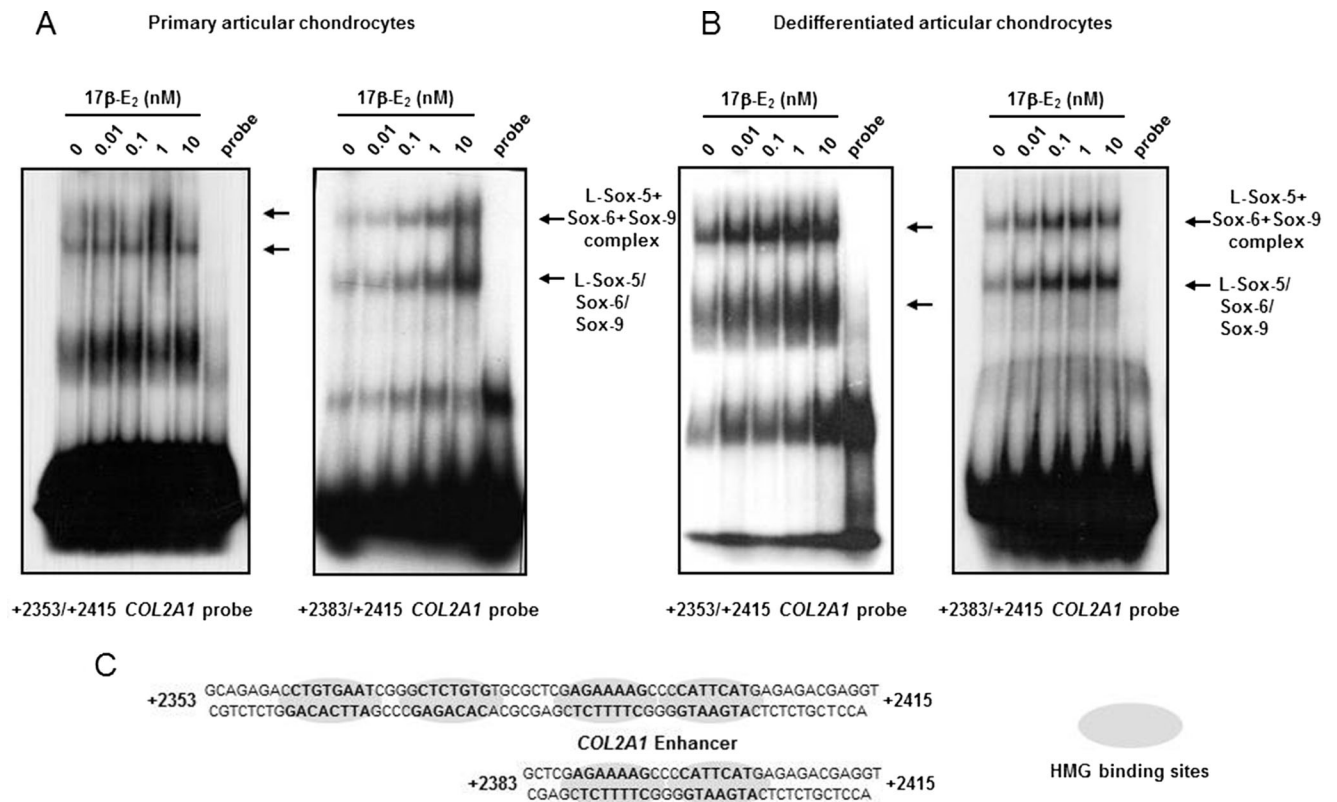 A Primary articular chondrocytes
B Dedifferentiated articular chondrocytes
17β-E2 (nM)
0 0.01 0.1 1 10 probe
17β-E2 (nM)
0 0.01 0.1 1 10 probe
L-Sox-5+
Sox-6+Sox-9
complex
L-Sox-5/
Sox-6/
Sox-9
17β-E2 (nM)
0 0.01 0.1 1 10 probe
17β-E2 (nM)
0 0.01 0.1 1 10 probe
L-Sox-5+
Sox-6+Sox-9
complex
L-Sox-5/
Sox-6/
Sox-9
+2353/+2415 COL2A1 probe
+2383/+2415 COL2A1 probe
+2353/+2415 COL2A1 probe
+2383/+2415 COL2A1 probe
C
+2353 GCAGAGACCTGTGAATCGGGCTCTGTGTGCGCTCGAGAAAAGCCCCATTCATGAGAGACGAGGT +2415
CGTCTCTGGACACTTAGCCCGAGACACACGCGAGCTCTTTTCGGGGTAAGTACTCTCTGCTCCA
COL2A1 Enhancer
+2383 GCTCGAGAAAAGCCCCATTCATGAGAGACGAGGT +2415
CGAGCTCTTTTCGGGGTAAGTACTCTCTGCTCCA
HMG binding sites